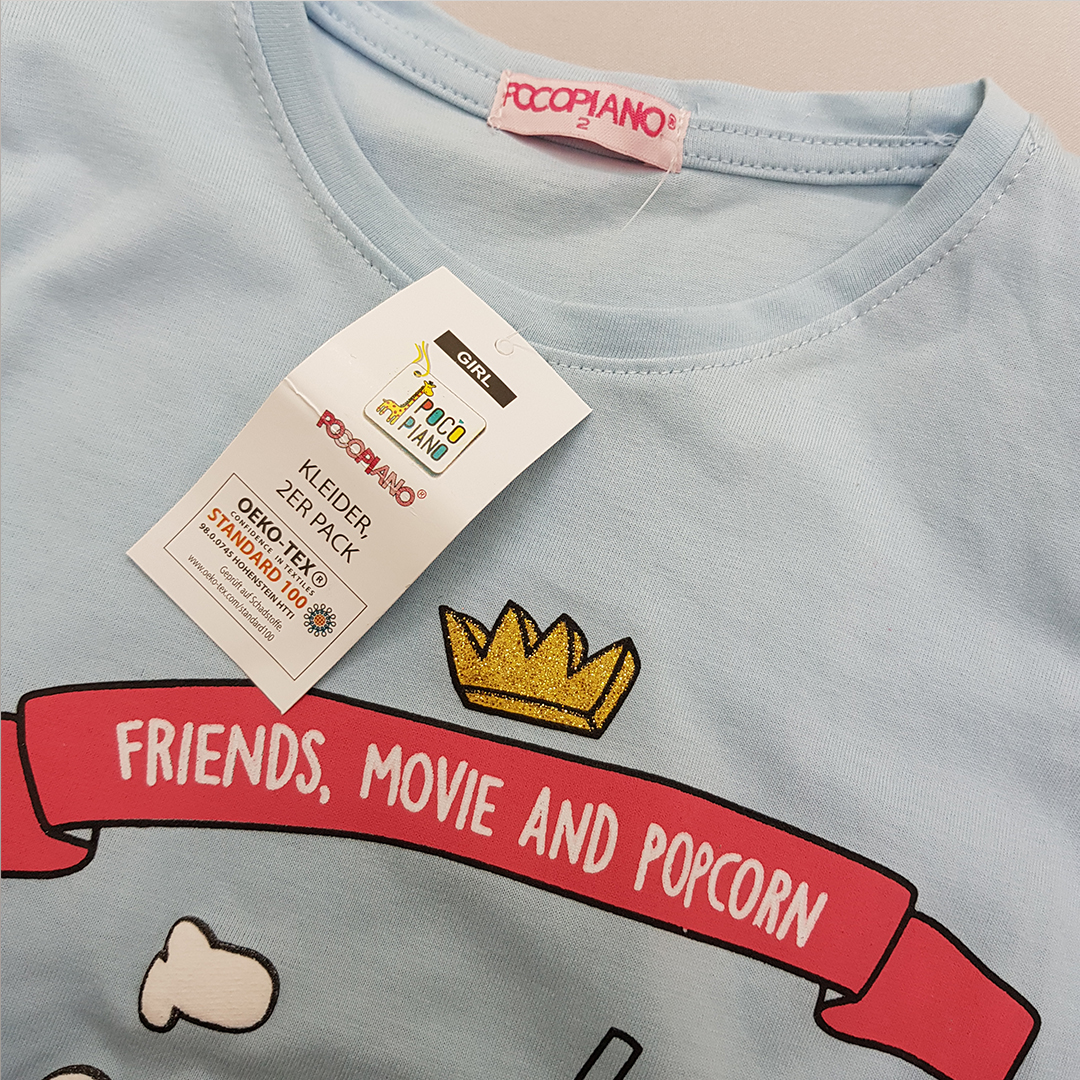 POCOPIANO®
2
GIRL
POCO
PIANO
POCOPIANO®
KLEIDER,
2ER PACK
OEKO-TEX®
CONFIDENCE IN TEXTILES
STANDARD 100
98.0.0745 HOHENSTEIN HTTI
Geprüft auf Schadstoffe.
www.oeko-tex.com/standard100
FRIENDS, MOVIE AND POPCORN